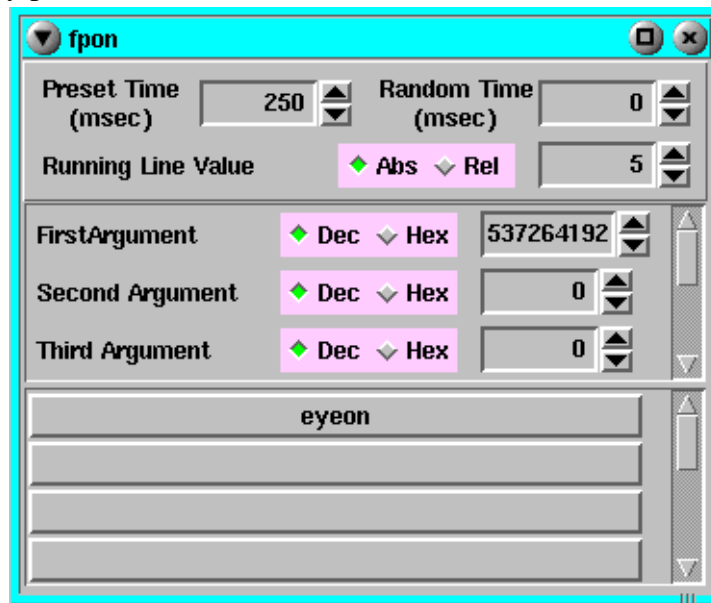 fpon
Preset Time (msec) 250 Random Time (msec) 0
Running Line Value Abs Rel 5
FirstArgument Dec Hex 537264192
Second Argument Dec Hex 0
Third Argument Dec Hex 0
eyeon